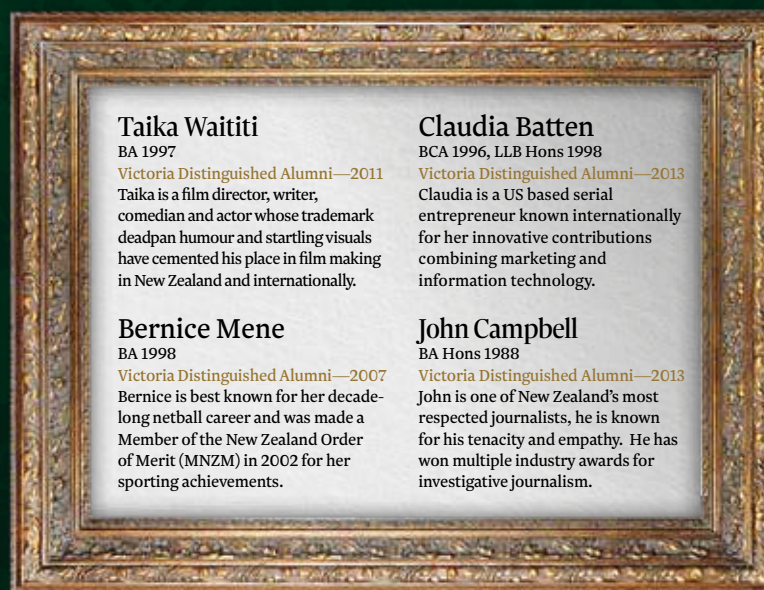 Taika Waititi
BA 1997
Victoria Distinguished Alumni—2011
Taika is a film director, writer,
comedian and actor whose trademark
deadpan humour and startling visuals
have cemented his place in film making
in New Zealand and internationally.
Bernice Mene
BA 1998
Victoria Distinguished Alumni—2007
Bernice is best known for her decade-
long netball career and was made a
Member of the New Zealand Order
of Merit (MNZM) in 2002 for her
sporting achievements.
Claudia Batten
BCA 1996, LLB Hons 1998
Victoria Distinguished Alumni—2013
Claudia is a US based serial
entrepreneur known internationally
for her innovative contributions
combining marketing and
information technology.
John Campbell
BA Hons 1988
Victoria Distinguished Alumni—2013
John is one of New Zealand's most
respected journalists, he is known
for his tenacity and empathy.  He has
won multiple industry awards for
investigative journalism.